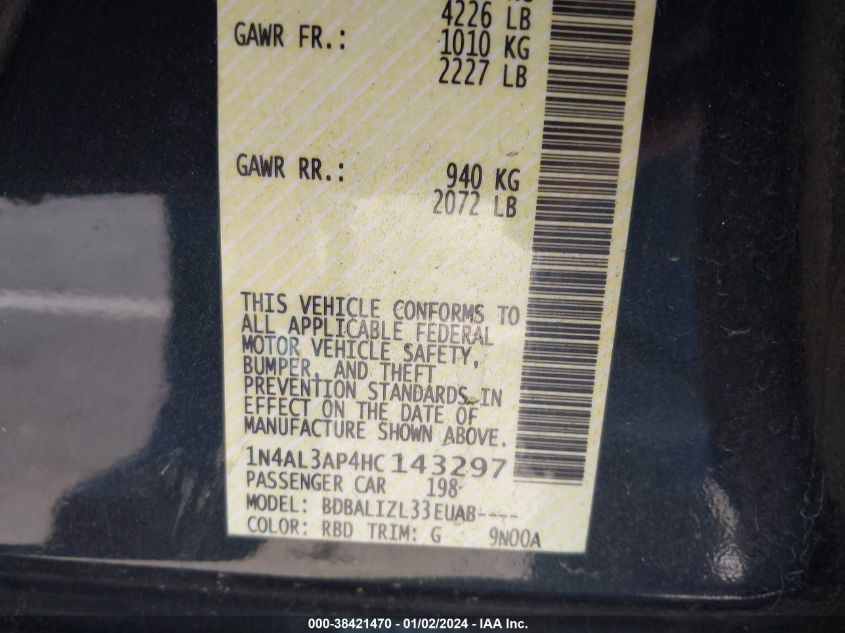 4226 LB
GAWR FR.: 1010 KG
2227 LB
GAWR RR.: 940 KG
2072 LB
THIS VEHICLE CONFORMS TO
ALL APPLICABLE FEDERAL
MOTOR VEHICLE SAFETY,
BUMPER, AND THEFT
PREVENTION STANDARDS IN
EFFECT ON THE DATE OF
MANUFACTURE SHOWN ABOVE.
1N4AL3AP4HC143297
PASSENGER CAR 198-
MODEL: BDBALIZL33EUAB----
COLOR: RBD TRIM: G 9N00A
000-38421470 — 01/02/2024 — IAA, Inc.